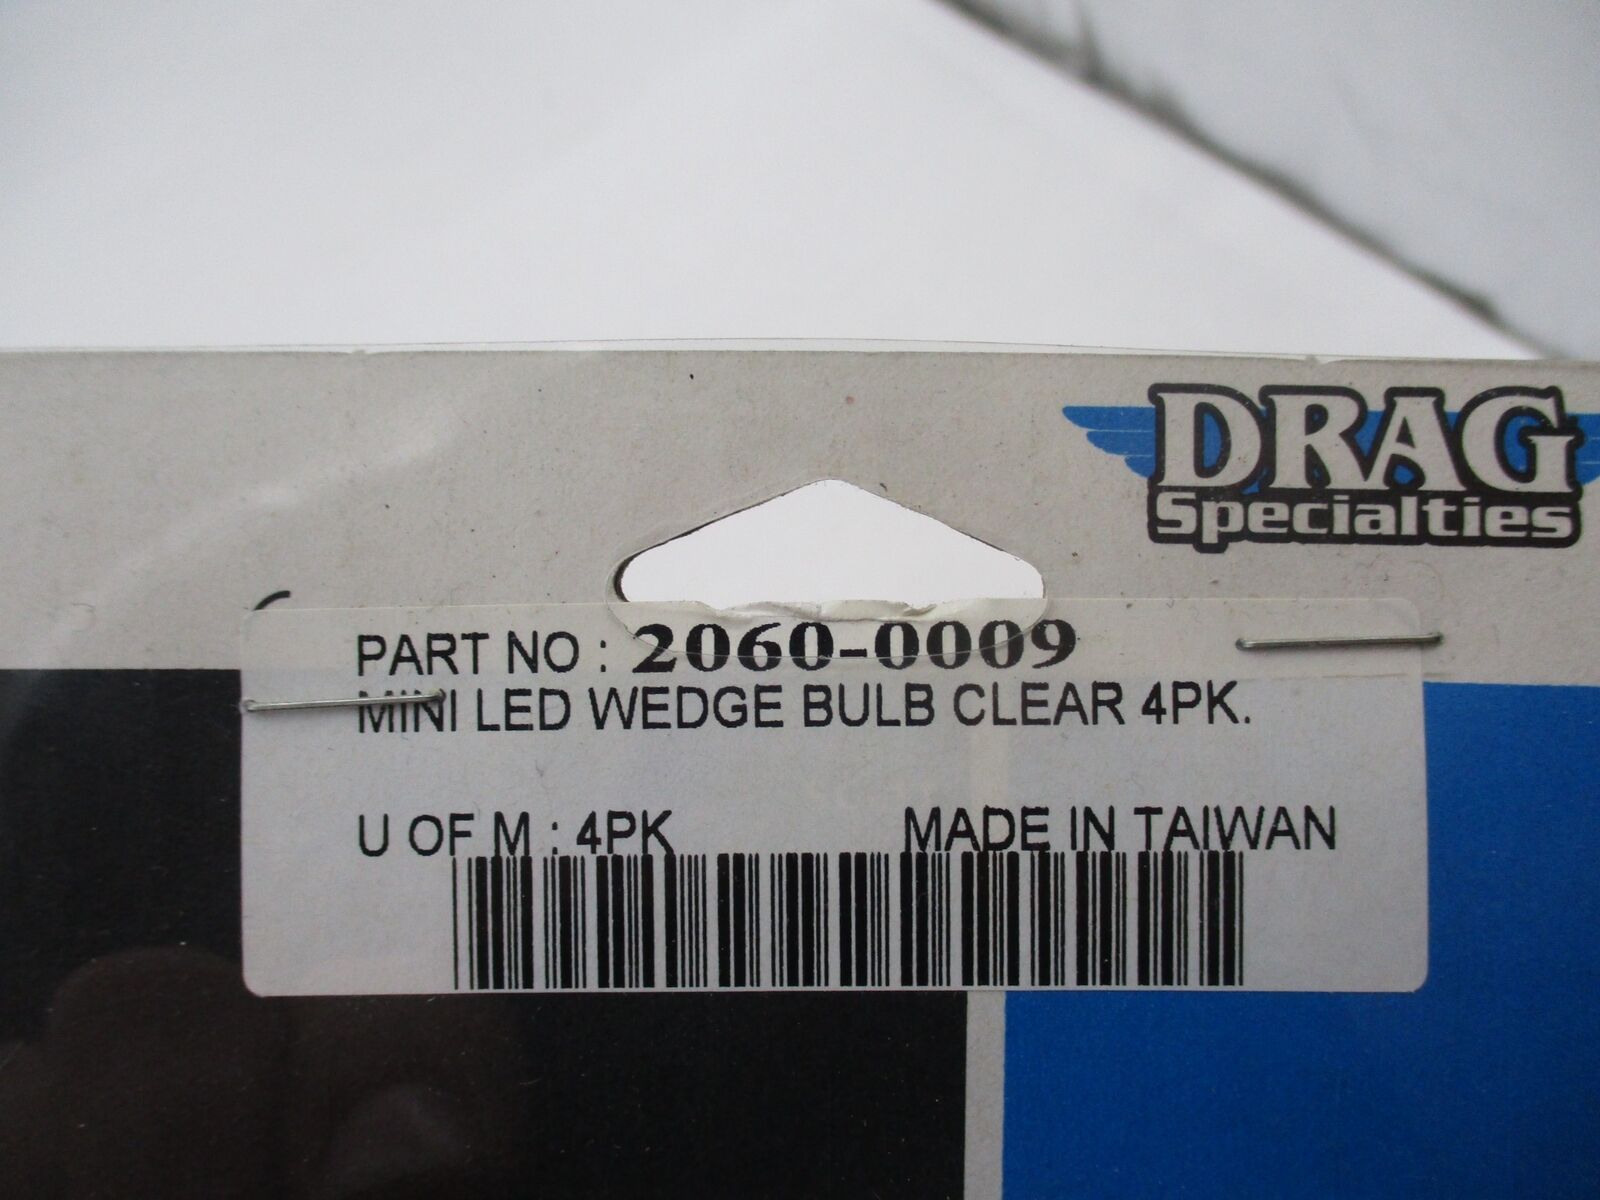 DRAG
Specialties
PART NO : 2060-0009
MINI LED WEDGE BULB CLEAR 4PK.
U OF M : 4PK MADE IN TAIWAN